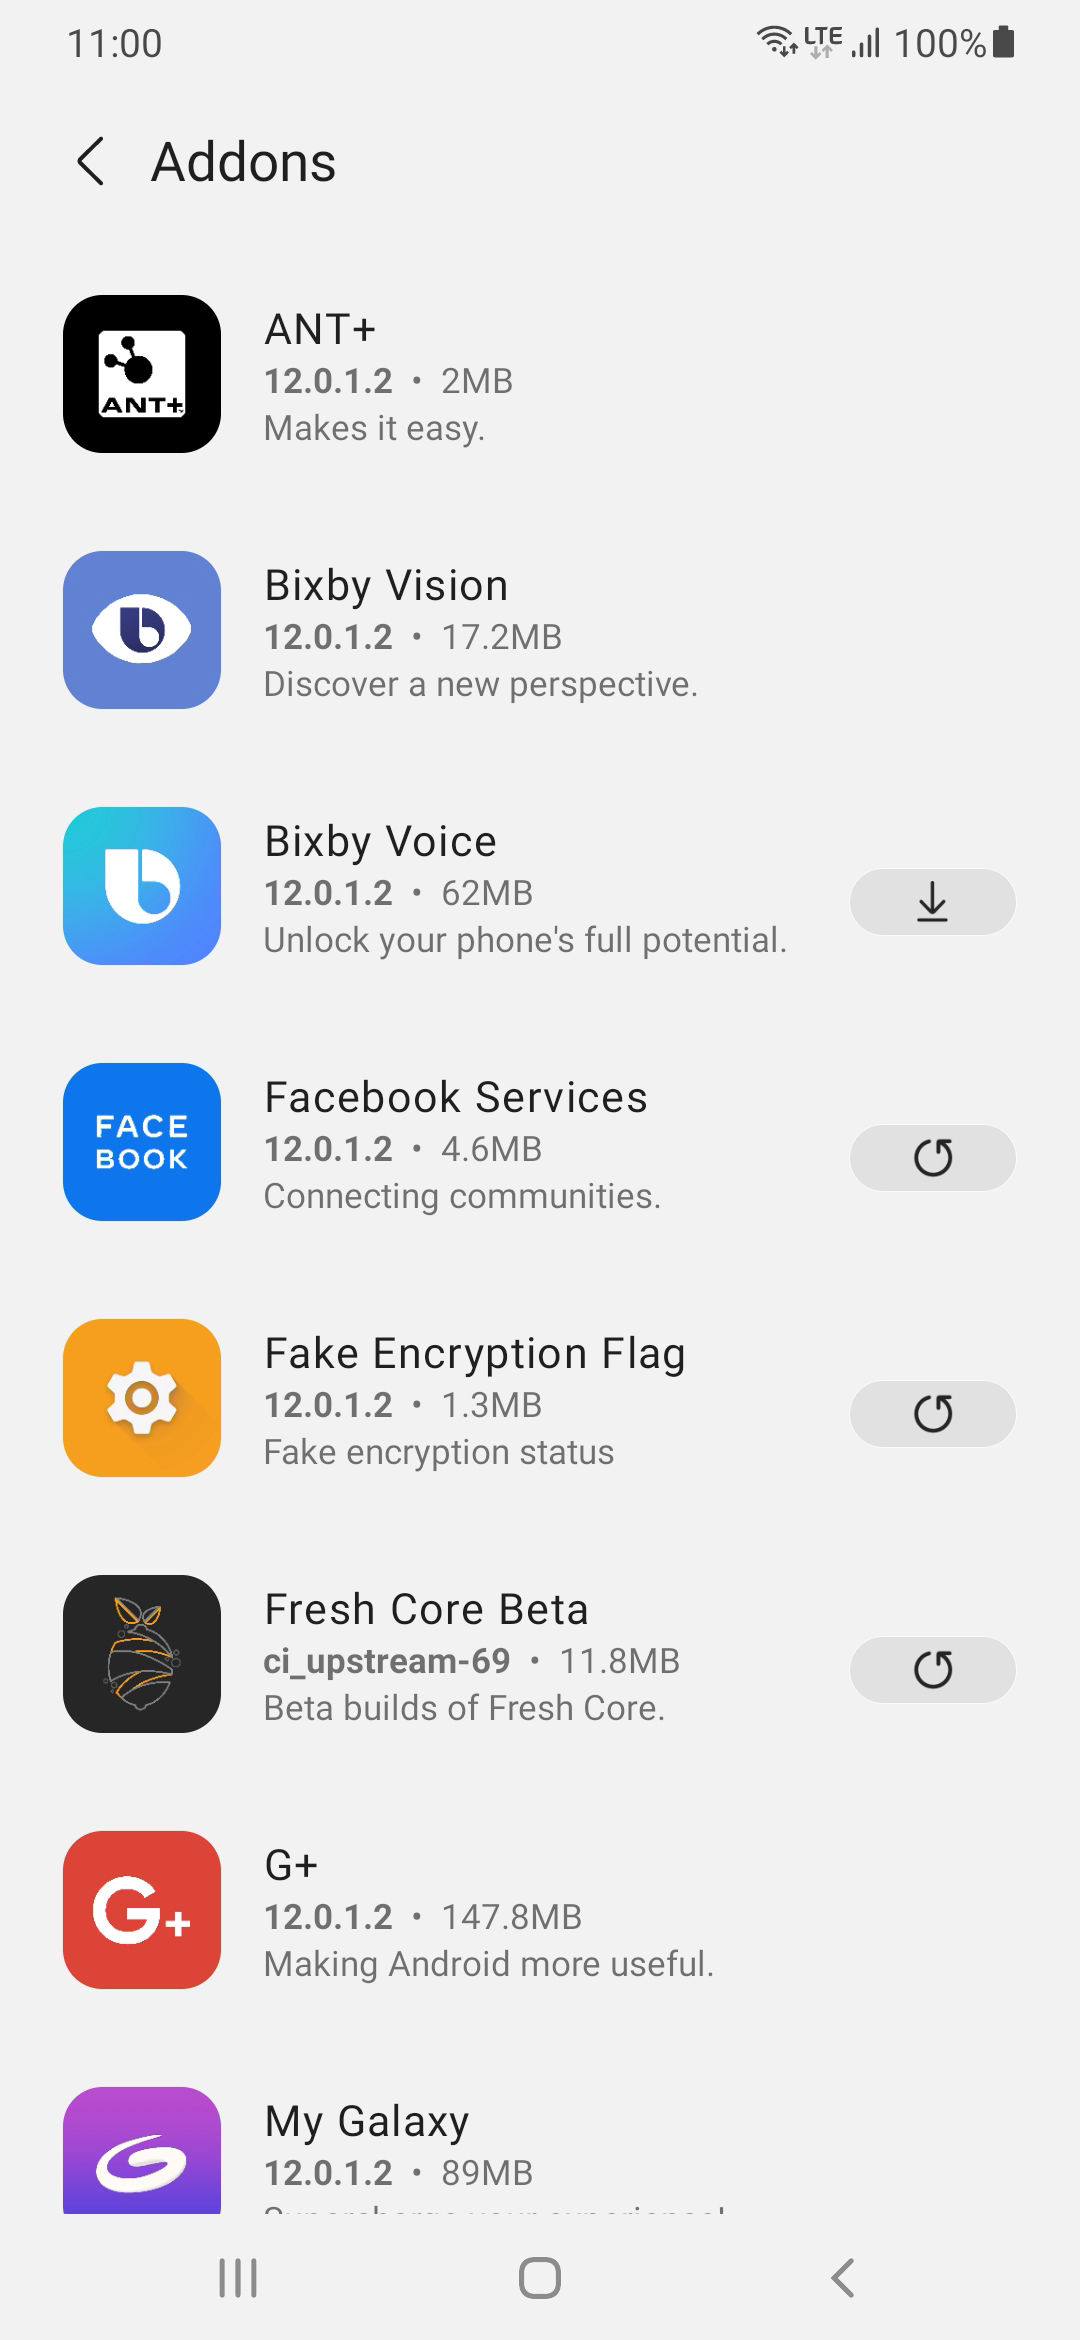 11:00 LTE 100%
Addons
ANT+
ANT+
12.0.1.2 • 2MB
Makes it easy.
Bixby Vision
12.0.1.2 • 17.2MB
Discover a new perspective.
Bixby Voice
12.0.1.2 • 62MB
Unlock your phone's full potential.
FACE
BOOK
Facebook Services
12.0.1.2 • 4.6MB
Connecting communities.
Fake Encryption Flag
12.0.1.2 • 1.3MB
Fake encryption status
Fresh Core Beta
ci_upstream-69 • 11.8MB
Beta builds of Fresh Core.
G+
G+
12.0.1.2 • 147.8MB
Making Android more useful.
My Galaxy
12.0.1.2 • 89MB